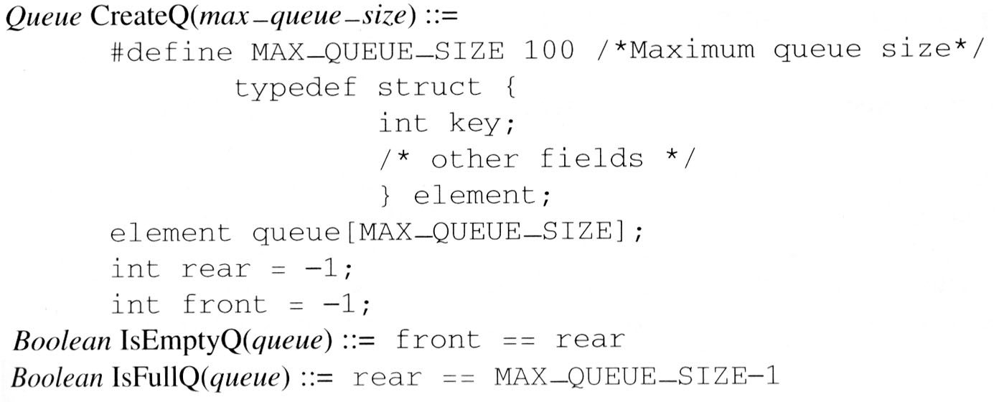 Queue CreateQ(max_queue_size) ::=
#define MAX_QUEUE_SIZE 100 /*Maximum queue size*/
typedef struct {
int key;
/* other fields */
} element;
element queue[MAX_QUEUE_SIZE];
int rear = -1;
int front = -1;
Boolean IsEmptyQ(queue) ::= front == rear
Boolean IsFullQ(queue) ::= rear == MAX_QUEUE_SIZE-1